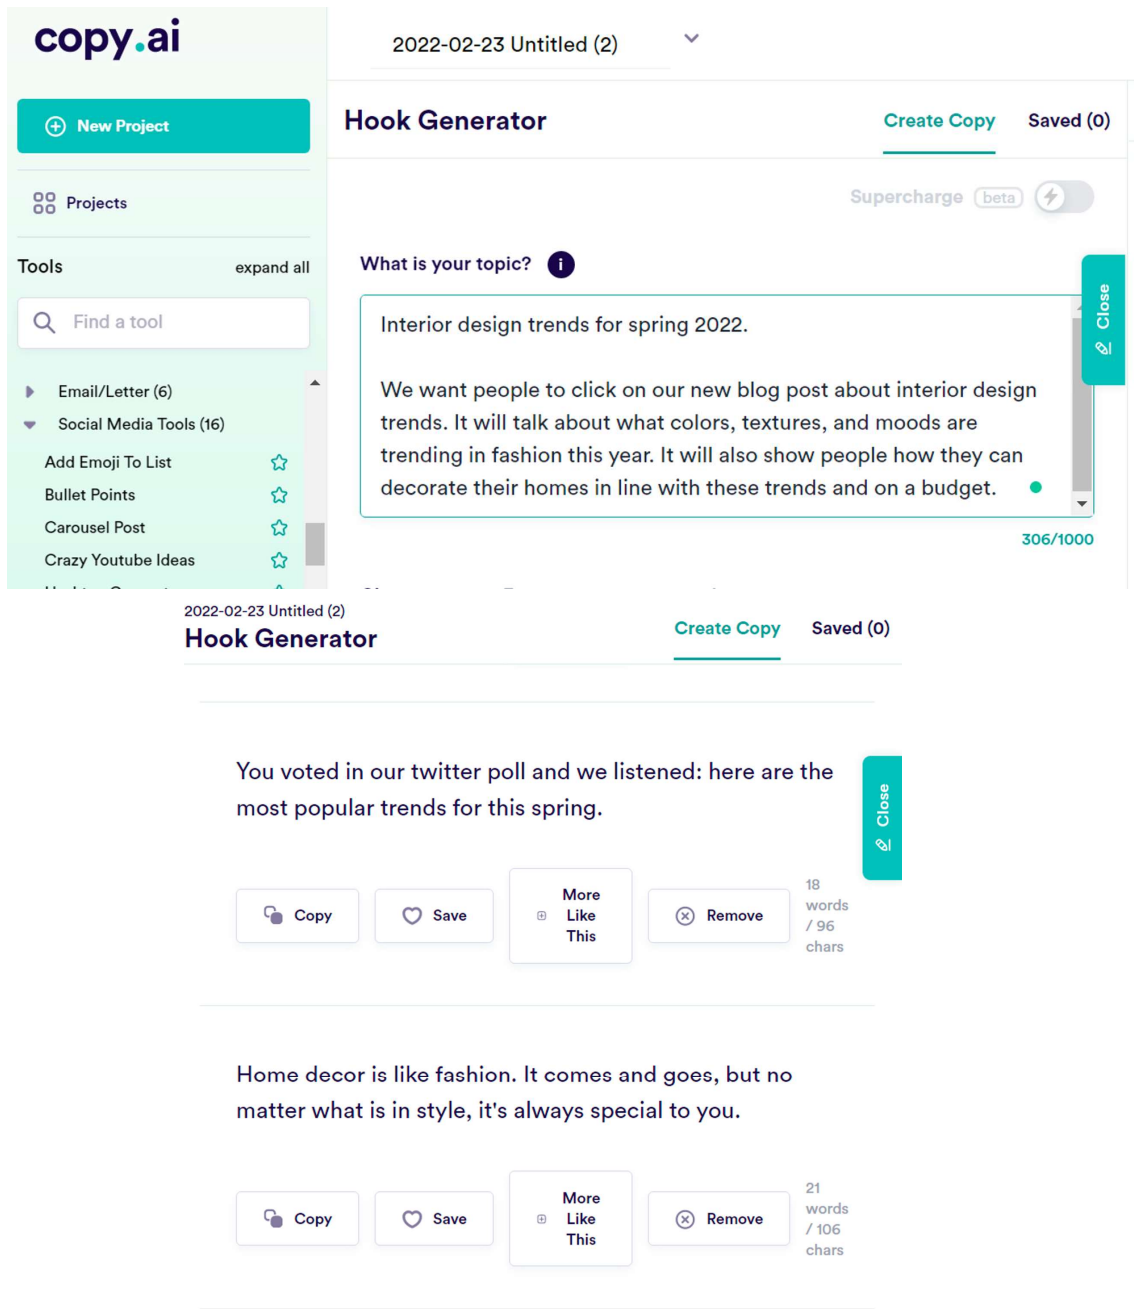 copy.ai
2022-02-23 Untitled (2)
New Project
Hook Generator
Create Copy
Saved (0)
Projects
Supercharge beta
Tools
expand all
What is your topic? i
Find a tool
Interior design trends for spring 2022.
We want people to click on our new blog post about interior design
trends. It will talk about what colors, textures, and moods are
trending in fashion this year. It will also show people how they can
decorate their homes in line with these trends and on a budget.
Close
Email/Letter (6)
Social Media Tools (16)
Add Emoji To List
Bullet Points
Carousel Post
Crazy Youtube Ideas
306/1000
2022-02-23 Untitled (2)
Hook Generator
Create Copy
Saved (0)
You voted in our twitter poll and we listened: here are the
most popular trends for this spring.
Close
Copy
Save
More
Like
This
Remove
18
words
/ 96
chars
Home decor is like fashion. It comes and goes, but no
matter what is in style, it's always special to you.
Copy
Save
More
Like
This
Remove
21
words
/ 106
chars